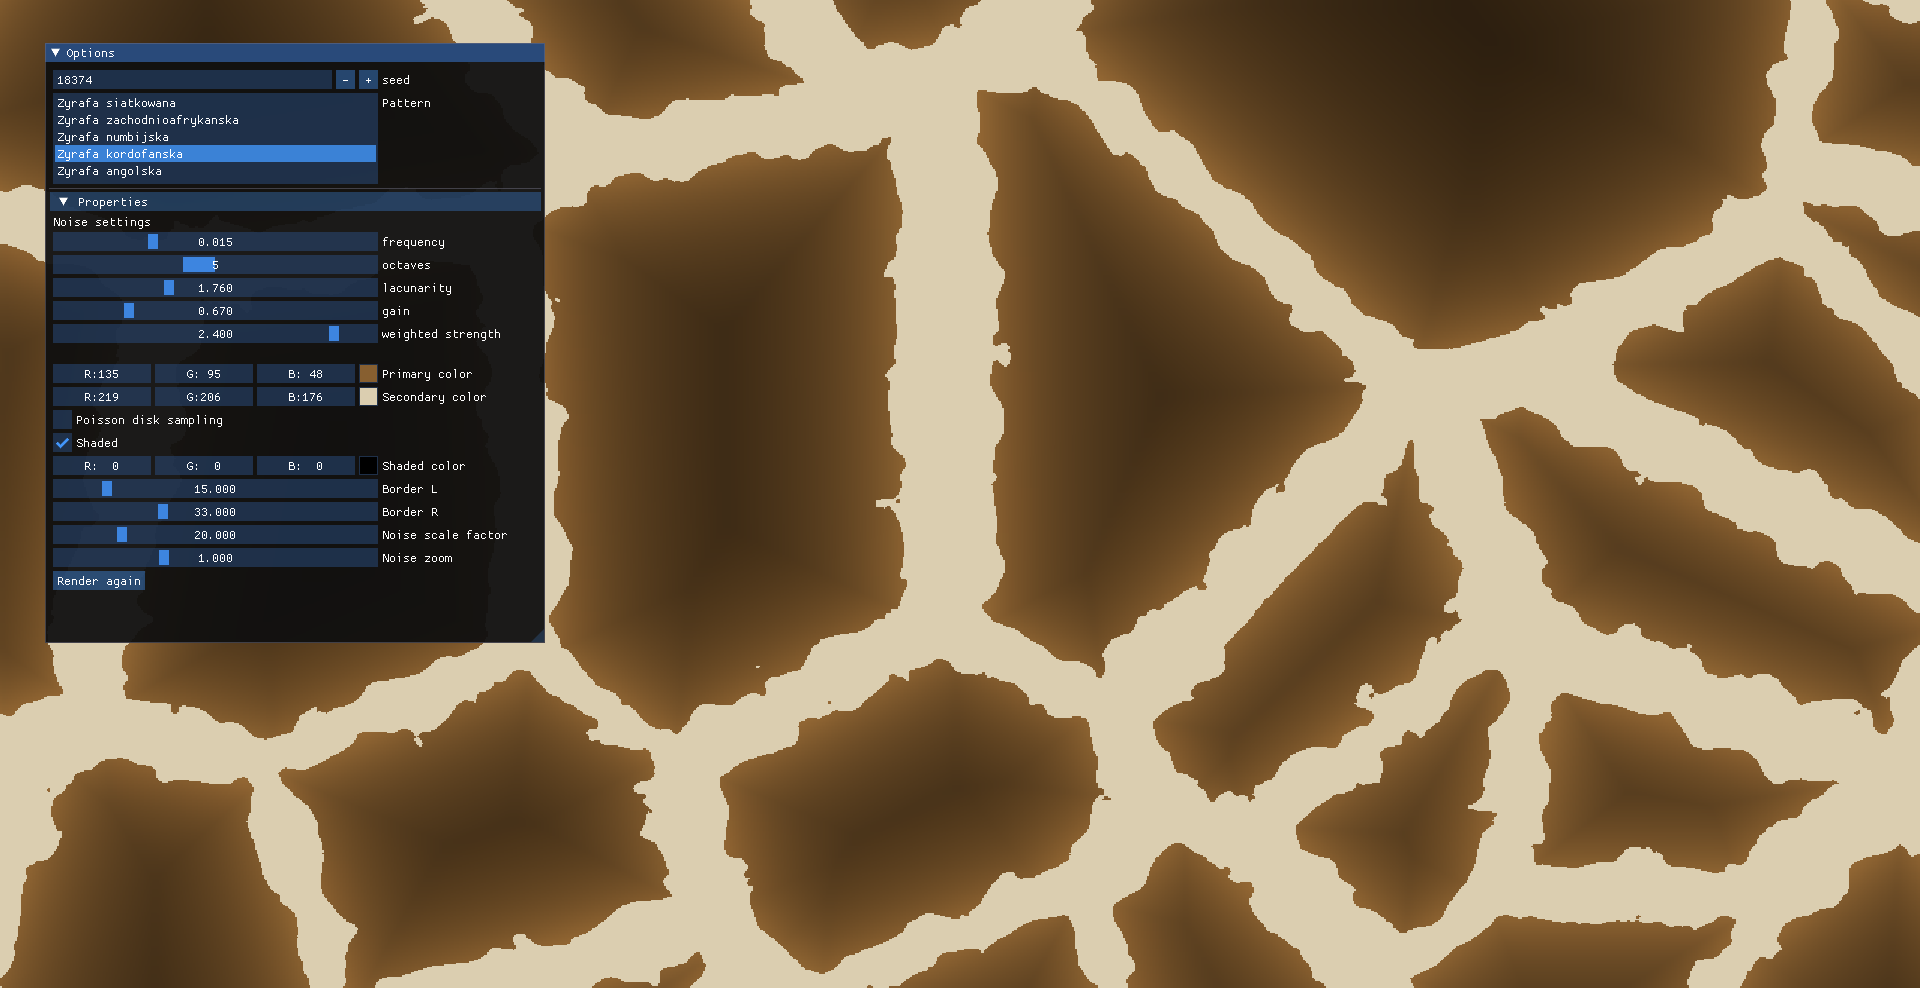 Options
18374 - + seed
Zyrafa siatkowana Pattern
Zyrafa zachodnioafrykanska
Zyrafa numbijska
Zyrafa kordofanska
Zyrafa angolska
Properties
Noise settings
0.015 frequency
5 octaves
1.760 lacunarity
0.670 gain
2.400 weighted strength
R:135 G: 95 B: 48 Primary color
R:219 G:206 B:176 Secondary color
Poisson disk sampling
Shaded
R: 0 G: 0 B: 0 Shaded color
15.000 Border L
33.000 Border R
20.000 Noise scale factor
1.000 Noise zoom
Render again